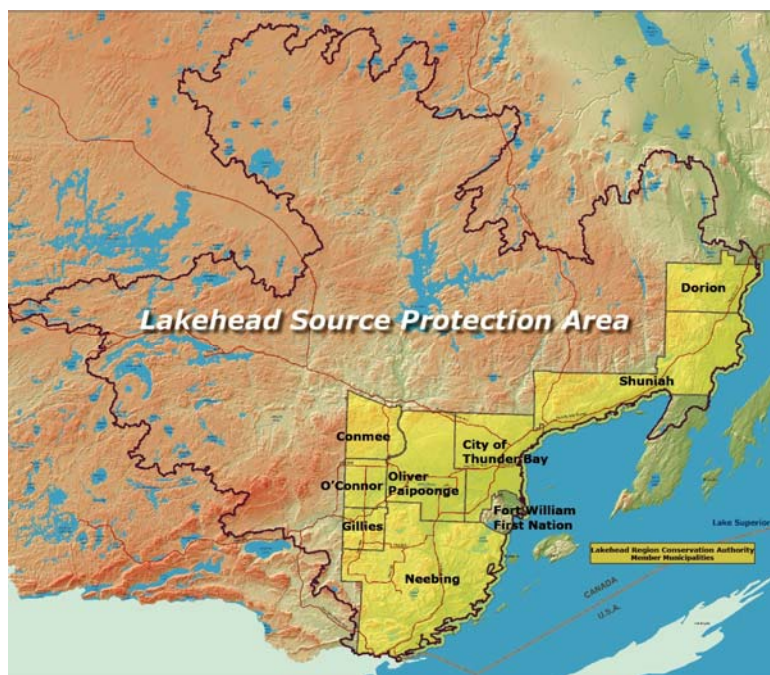 Dorion
Lakehead Source Protection Area
Shuniah
Conmee
City of
Thunder Bay
O'Connor
Oliver
Paipoonge
Fort William
First Nation
Gillies
Lake Superior
Lakehead Region Conservation Authority
Member Municipalities
Neebing
CANADA
U.S.A.